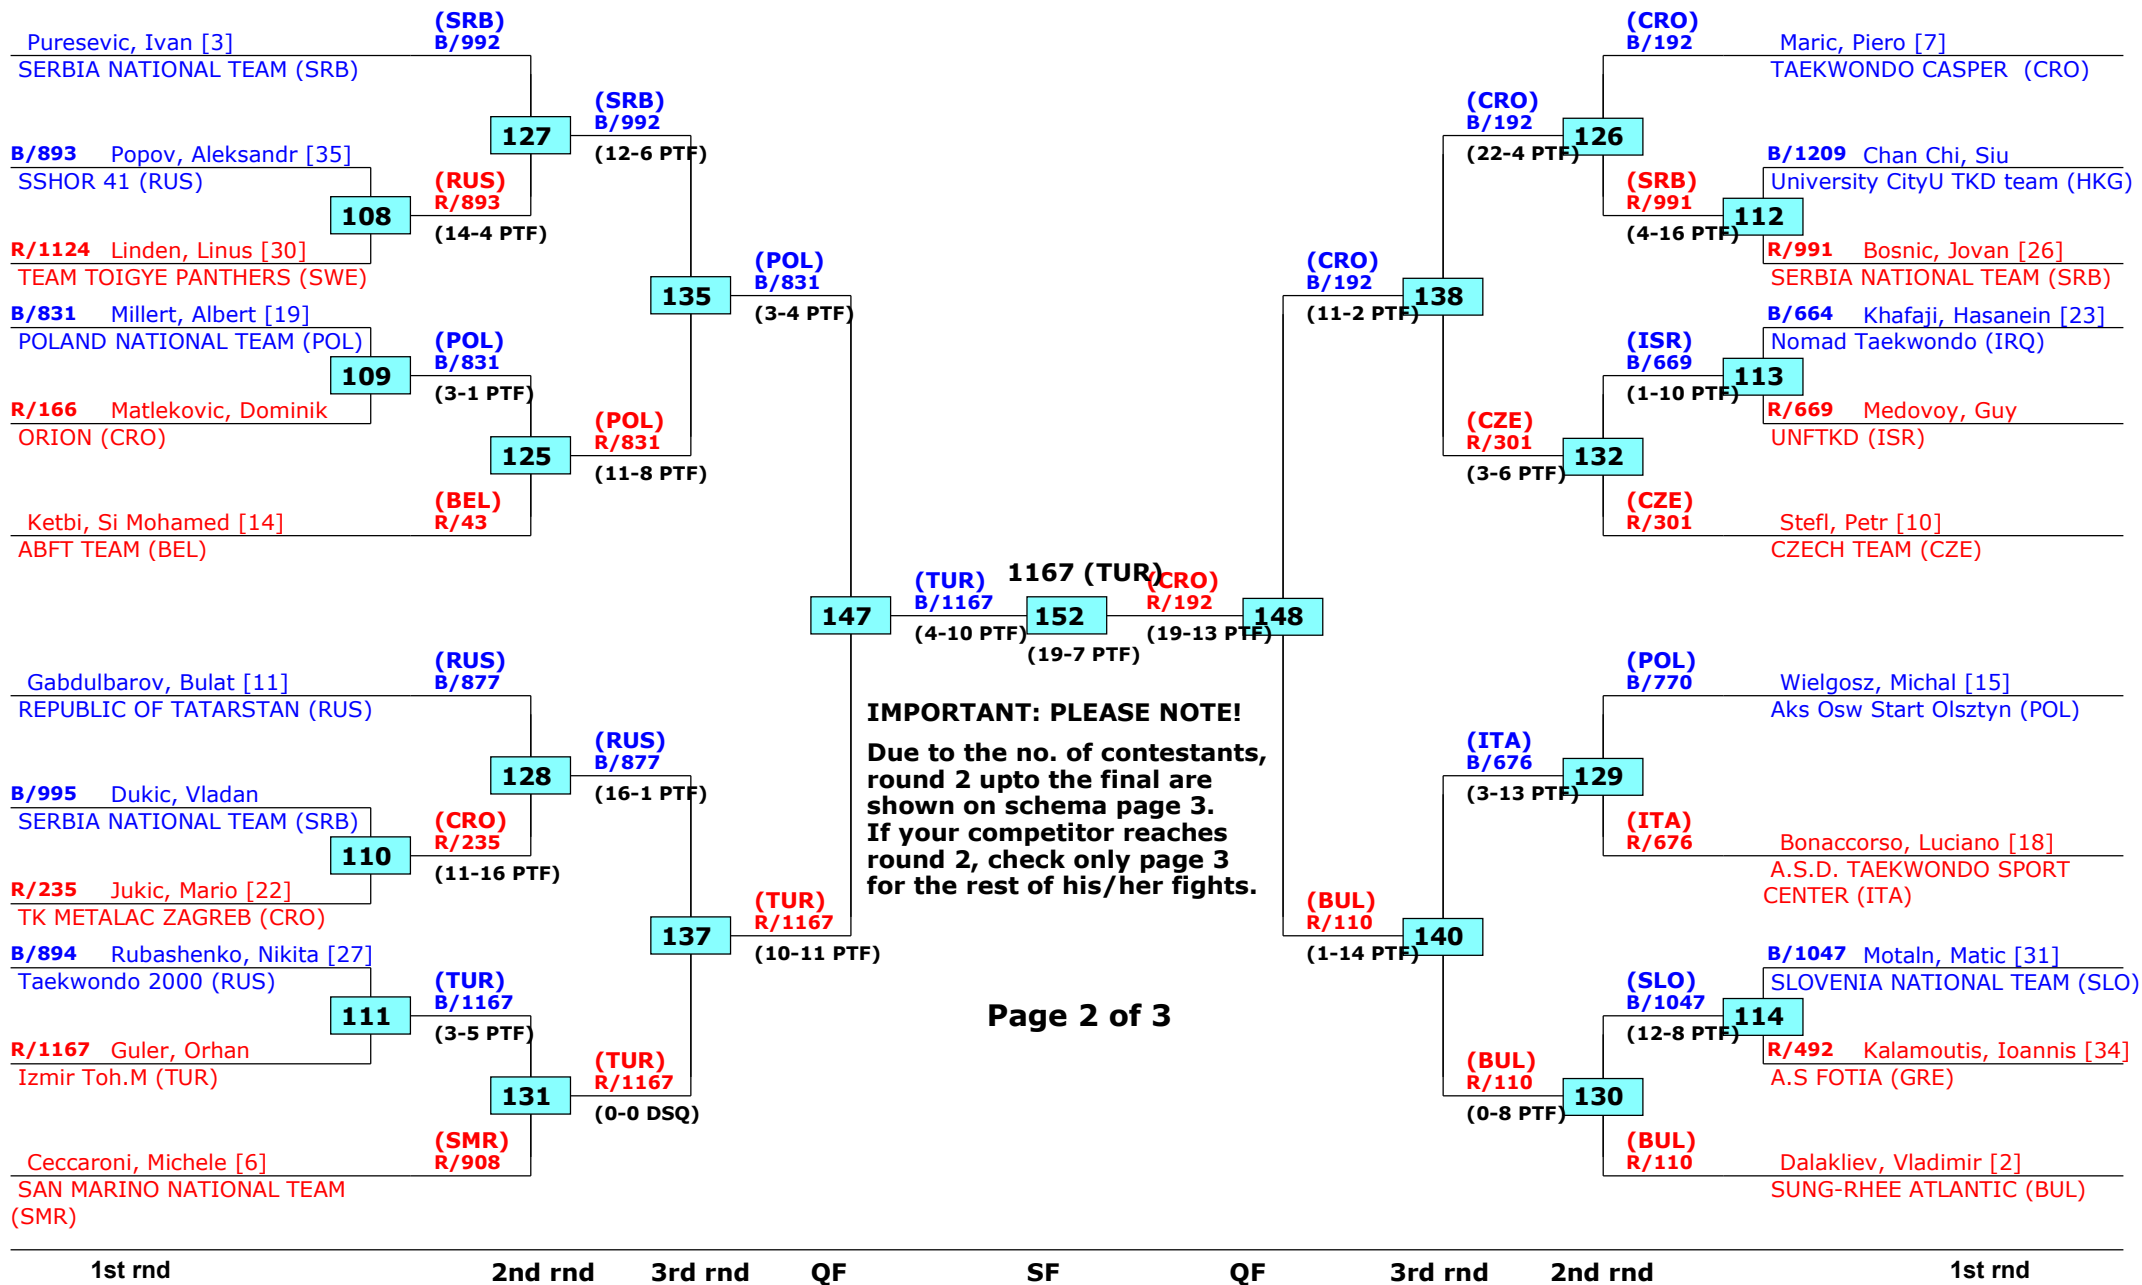 Puresevic, Ivan [3]
SERBIA NATIONAL TEAM (SRB)
(SRB)
B/992
B/893 Popov, Aleksandr [35]
SSHOR 41 (RUS)
108
R/1124 Linden, Linus [30]
TEAM TOIGYE PANTHERS (SWE)
(RUS)
R/893
(14-4 PTF)
127
(SRB)
B/992
(12-6 PTF)
B/831 Millert, Albert [19]
POLAND NATIONAL TEAM (POL)
109
R/166 Matlekovic, Dominik
ORION (CRO)
(POL)
B/831
(3-1 PTF)
125
(POL)
R/831
(11-8 PTF)
Ketbi, Si Mohamed [14]
ABFT TEAM (BEL)
(BEL)
R/43
135
(POL)
B/831
(3-4 PTF)
Gabdulbarov, Bulat [11]
REPUBLIC OF TATARSTAN (RUS)
(RUS)
B/877
B/995 Dukic, Vladan
SERBIA NATIONAL TEAM (SRB)
110
R/235 Jukic, Mario [22]
TK METALAC ZAGREB (CRO)
(CRO)
R/235
(11-16 PTF)
128
(RUS)
B/877
(16-1 PTF)
B/894 Rubashenko, Nikita [27]
Taekwondo 2000 (RUS)
111
R/1167 Guler, Orhan
Izmir Toh.M (TUR)
(TUR)
B/1167
(3-5 PTF)
131
(TUR)
R/1167
(0-0 DSQ)
Ceccaroni, Michele [6]
SAN MARINO NATIONAL TEAM
(SMR)
(SMR)
R/908
137
(TUR)
R/1167
(10-11 PTF)
147
(TUR)
B/1167
(4-10 PTF)
1167 (TUR)
152
(19-7 PTF)
(CRO)
R/192
(19-13 PTF)
148
IMPORTANT: PLEASE NOTE!
Due to the no. of contestants,
round 2 upto the final are
shown on schema page 3.
If your competitor reaches
round 2, check only page 3
for the rest of his/her fights.
Page 2 of 3
(CRO)
B/192
(11-2 PTF)
138
(CRO)
B/192
(22-4 PTF)
126
(CRO)
B/192
Maric, Piero [7]
TAEKWONDO CASPER (CRO)
B/1209 Chan Chi, Siu
University CityU TKD team (HKG)
(SRB)
R/991
(4-16 PTF)
112
R/991 Bosnic, Jovan [26]
SERBIA NATIONAL TEAM (SRB)
B/664 Khafaji, Hasanein [23]
Nomad Taekwondo (IRQ)
(ISR)
B/669
(1-10 PTF)
113
R/669 Medovoy, Guy
UNFTKD (ISR)
(CZE)
R/301
(3-6 PTF)
132
(CZE)
R/301
Stefl, Petr [10]
CZECH TEAM (CZE)
(POL)
B/770
Wielgosz, Michal [15]
Aks Osw Start Olsztyn (POL)
(ITA)
B/676
(3-13 PTF)
129
(ITA)
R/676
Bonaccorso, Luciano [18]
A.S.D. TAEKWONDO SPORT
CENTER (ITA)
(BUL)
R/110
(1-14 PTF)
140
B/1047 Motaln, Matic [31]
SLOVENIA NATIONAL TEAM (SLO)
(SLO)
B/1047
(12-8 PTF)
114
R/492 Kalamoutis, Ioannis [34]
A.S FOTIA (GRE)
(BUL)
R/110
(0-8 PTF)
130
(BUL)
R/110
Dalakliev, Vladimir [2]
SUNG-RHEE ATLANTIC (BUL)
1st rnd 2nd rnd 3rd rnd QF SF QF 3rd rnd 2nd rnd 1st rnd